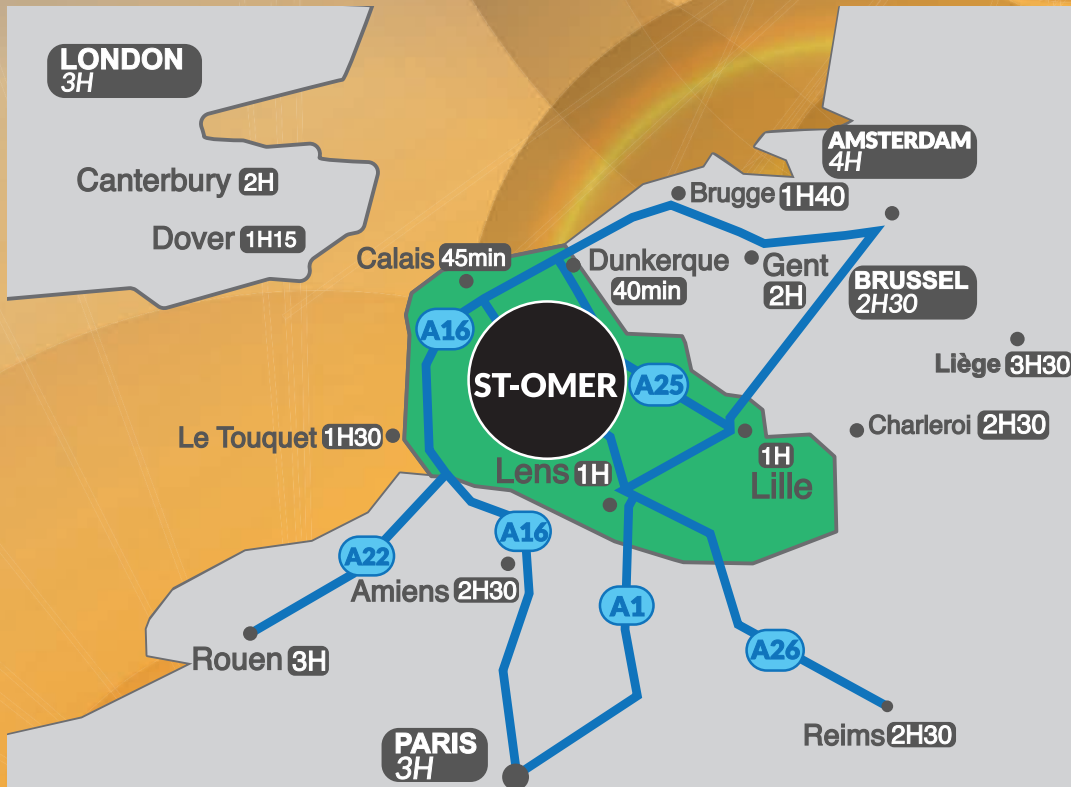 LONDON
3H
AMSTERDAM
4H
Canterbury 2H
Brugge 1H40
Dover 1H15
Calais 45min
Dunkerque
40min
Gent
2H
BRUSSEL
2H30
A16
Liège 3H30
ST-OMER
A25
Charleroi 2H30
Le Touquet 1H30
Lens 1H
1H
Lille
A16
A22
Amiens 2H30
A1
A26
Rouen 3H
Reims 2H30
PARIS
3H